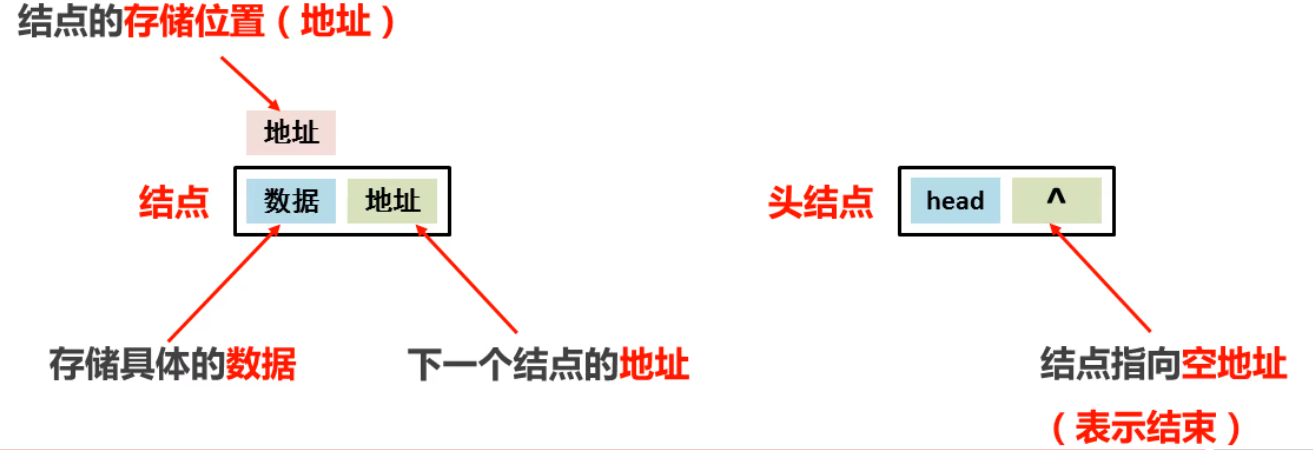 结点的存储位置（地址）
地址
结点 数据 地址
头结点 head ^
存储具体的数据
下一个结点的地址
结点指向空地址
（表示结束）